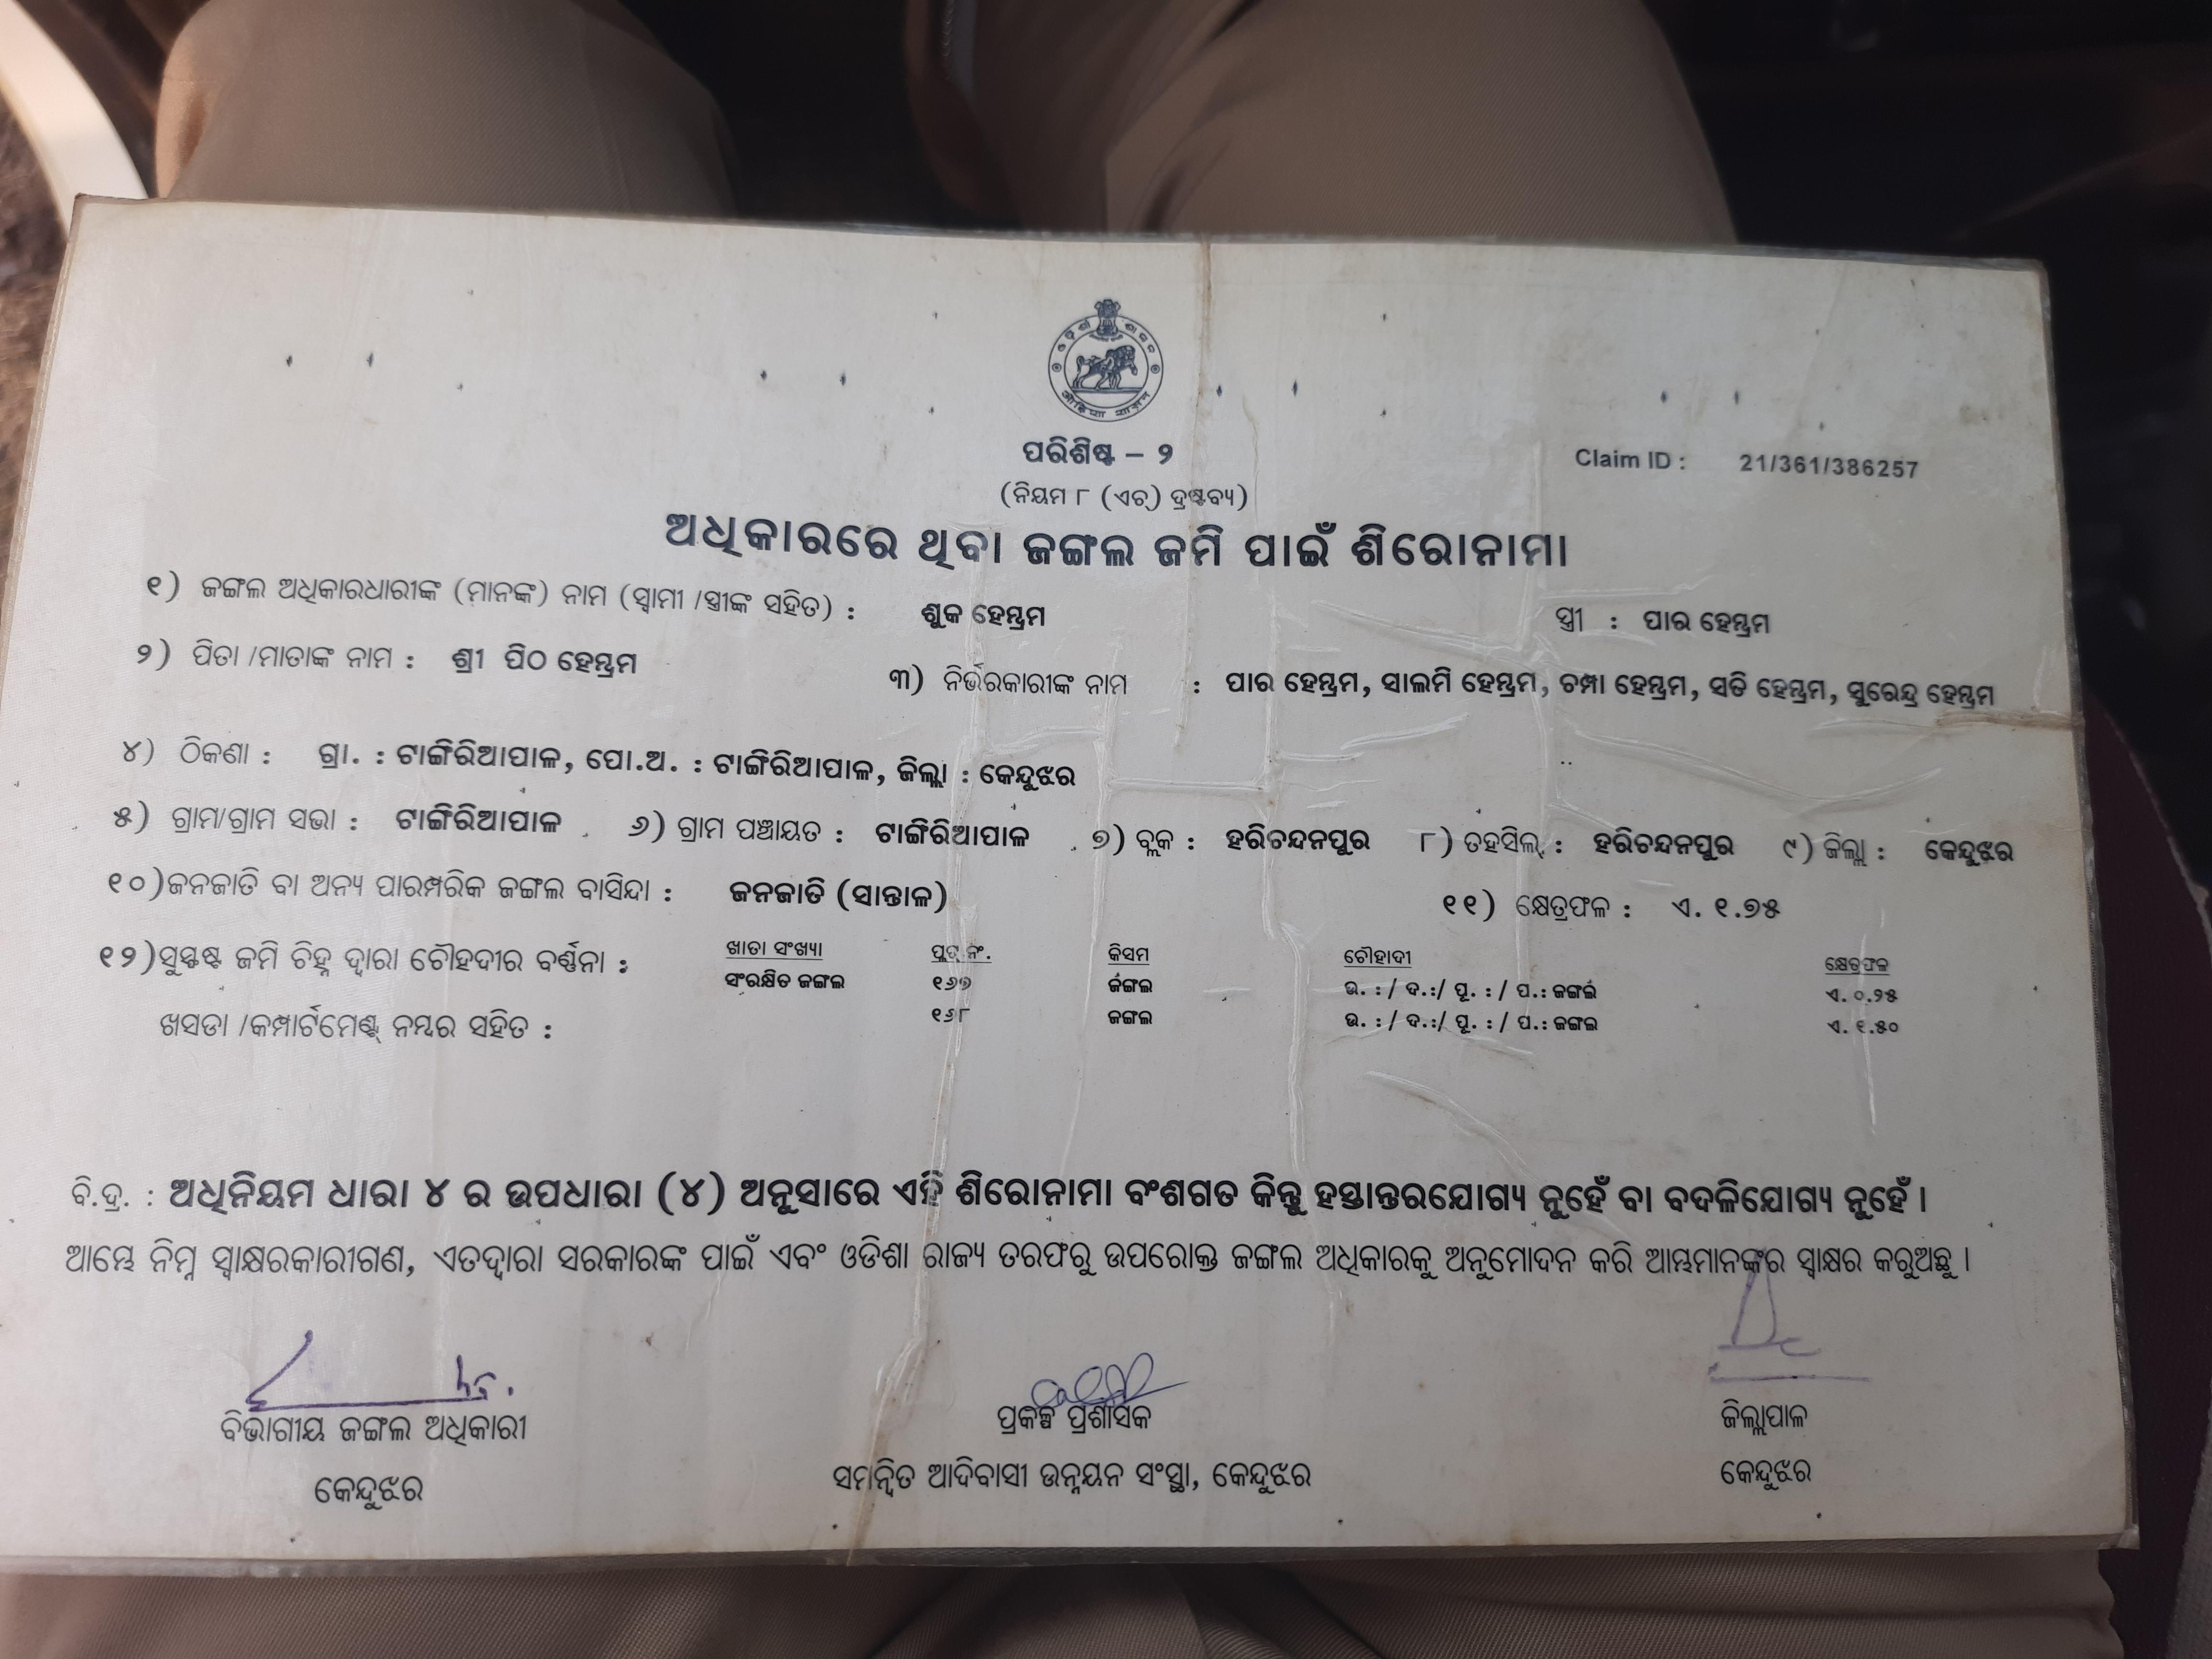 ଓଡ଼ିଶା ଶାସନ
ओड़िशा शासन
ପରିଶିଷ୍ଟ – ୨
Claim ID : 21/361/386257
(ନିୟମ ୮ (ଏଚ୍) ଦ୍ରଷ୍ଟବ୍ୟ)
ଅଧିକାରରେ ଥିବା ଜଙ୍ଗଲ ଜମି ପାଇଁ ଶିରୋନାମା
୧) ଜଙ୍ଗଲ ଅଧିକାରଧାରୀଙ୍କ (ମାନଙ୍କ) ନାମ (ସ୍ୱାମୀ /ସ୍ତ୍ରୀଙ୍କ ସହିତ) : ଶୁକ ହେମ୍ବ୍ରମ ସ୍ତ୍ରୀ : ପାର ହେମ୍ବ୍ରମ
୨) ପିତା /ମାତାଙ୍କ ନାମ : ଶ୍ରୀ ପିଠ ହେମ୍ବ୍ରମ ୩) ନିର୍ଭରକାରୀଙ୍କ ନାମ : ପାର ହେମ୍ବ୍ରମ, ସାଲମି ହେମ୍ବ୍ରମ, ଚମ୍ପା ହେମ୍ବ୍ରମ, ସତି ହେମ୍ବ୍ରମ, ସୁରେନ୍ଦ୍ର ହେମ୍ବ୍ରମ
୪) ଠିକଣା : ଗ୍ରା. : ଟାଙ୍ଗିରିଆପାଳ, ପୋ.ଅ. : ଟାଙ୍ଗିରିଆପାଳ, ଜିଲ୍ଲା : କେନ୍ଦୁଝର
୫) ଗ୍ରାମ/ଗ୍ରାମ ସଭା : ଟାଙ୍ଗିରିଆପାଳ ୬) ଗ୍ରାମ ପଞ୍ଚାୟତ : ଟାଙ୍ଗିରିଆପାଳ ୭) ବ୍ଲକ : ହରିଚନ୍ଦନପୁର ୮) ତହସିଲ୍ : ହରିଚନ୍ଦନପୁର ୯) ଜିଲ୍ଲା : କେନ୍ଦୁଝର
୧୦) ଜନଜାତି ବା ଅନ୍ୟ ପାରମ୍ପରିକ ଜଙ୍ଗଲ ବାସିନ୍ଦା : ଜନଜାତି (ସାନ୍ତାଳ) ୧୧) କ୍ଷେତ୍ରଫଳ : ଏ. ୧.୭୫
୧୨) ସୁସ୍ପଷ୍ଟ ଜମି ଚିହ୍ନ ଦ୍ୱାରା ଚୌହଦୀର ବର୍ଣ୍ଣନା : ଖାତା ସଂଖ୍ୟା ପ୍ଲଟ୍ ନଂ. କିସମ ଚୌହାଦୀ କ୍ଷେତ୍ରଫଳ
ସଂରକ୍ଷିତ ଜଙ୍ଗଲ ୧୬୭ ଜଙ୍ଗଲ ଉ. : / ଦ.:/ ପୂ. : / ପ.: ଜଙ୍ଗଲ ଏ. ୦.୨୫
ଖସଡା /କମ୍ପାର୍ଟମେଣ୍ଟ୍ ନମ୍ବର ସହିତ : ୧୬୮ ଜଙ୍ଗଲ ଉ. : / ଦ.:/ ପୂ. : / ପ.: ଜଙ୍ଗଲ ଏ. ୧.୫୦
ବି.ଦ୍ର. : ଅଧିନିୟମ ଧାରା ୪ ର ଉପଧାରା (୪) ଅନୁସାରେ ଏହି ଶିରୋନାମା ବଂଶଗତ କିନ୍ତୁ ହସ୍ତାନ୍ତରଯୋଗ୍ୟ ନୁହେଁ ବା ବଦଳିଯୋଗ୍ୟ ନୁହେଁ ।
ଆମ୍ଭେ ନିମ୍ନ ସ୍ୱାକ୍ଷରକାରୀଗଣ, ଏତଦ୍ୱାରା ସରକାରଙ୍କ ପାଇଁ ଏବଂ ଓଡିଶା ରାଜ୍ୟ ତରଫରୁ ଉପରୋକ୍ତ ଜଙ୍ଗଲ ଅଧିକାରକୁ ଅନୁମୋଦନ କରି ଆମ୍ଭମାନଙ୍କର ସ୍ୱାକ୍ଷର କରୁଅଛୁ ।
ବିଭାଗୀୟ ଜଙ୍ଗଲ ଅଧିକାରୀ ପ୍ରକଳ୍ପ ପ୍ରଶାସକ ଜିଲ୍ଲାପାଳ
କେନ୍ଦୁଝର ସମନ୍ୱିତ ଆଦିବାସୀ ଉନ୍ନୟନ ସଂସ୍ଥା, କେନ୍ଦୁଝର କେନ୍ଦୁଝର